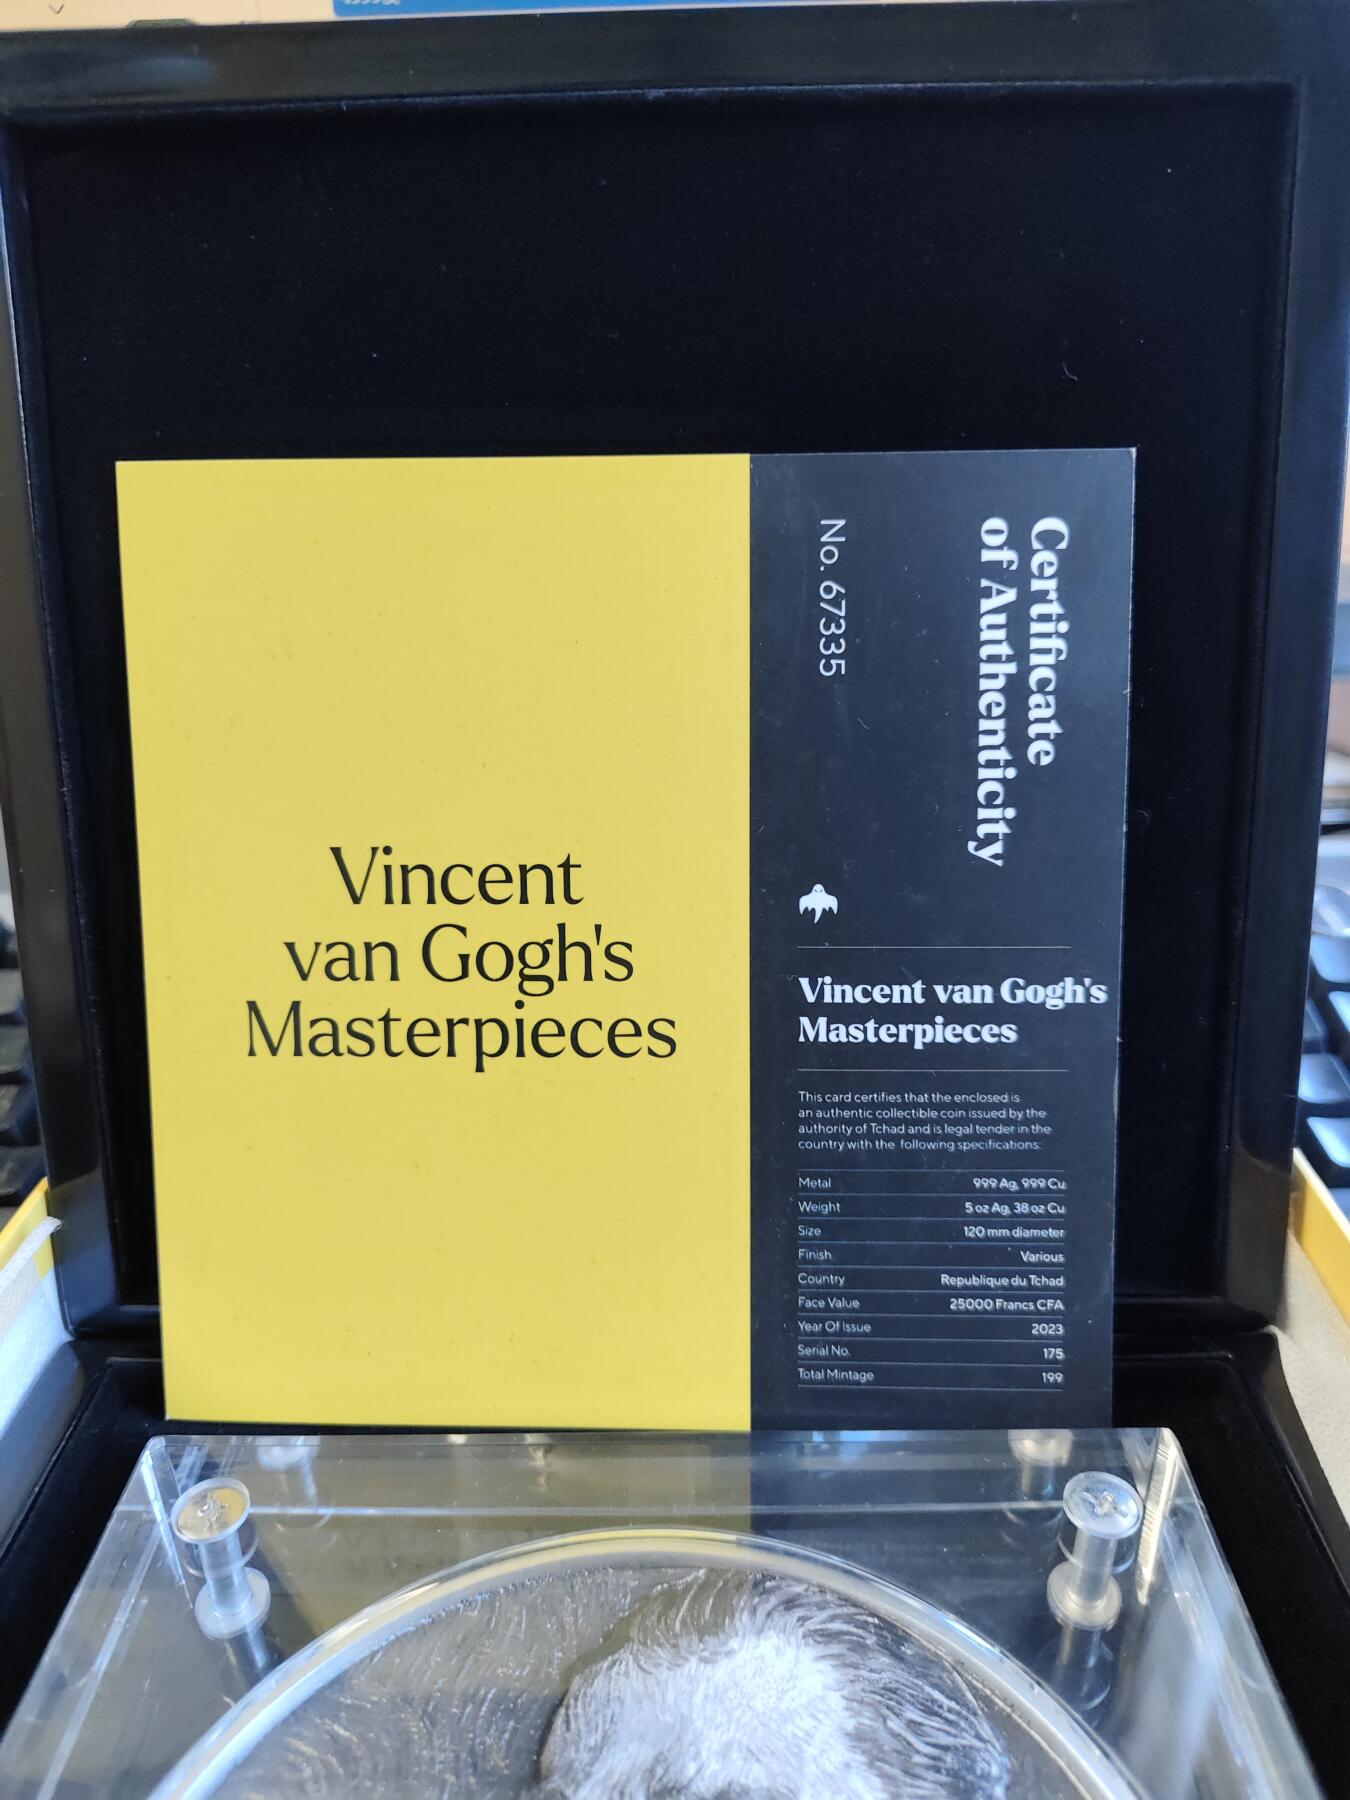 Vincent
van Gogh's
Masterpieces
Certificate
of Authenticity
No. 67335
Vincent van Gogh's
Masterpieces
This card certifies that the enclosed is
an authentic collectible coin issued by the
authority of Tchad and is legal tender in the
country with the following specifications:
Metal 999 Ag, 999 Cu
Weight 5 oz Ag, 38 oz Cu
Size 120 mm diameter
Finish Various
Country Republique du Tchad
Face Value 25000 Francs CFA
Year Of Issue 2023
Serial No. 175
Total Mintage 199